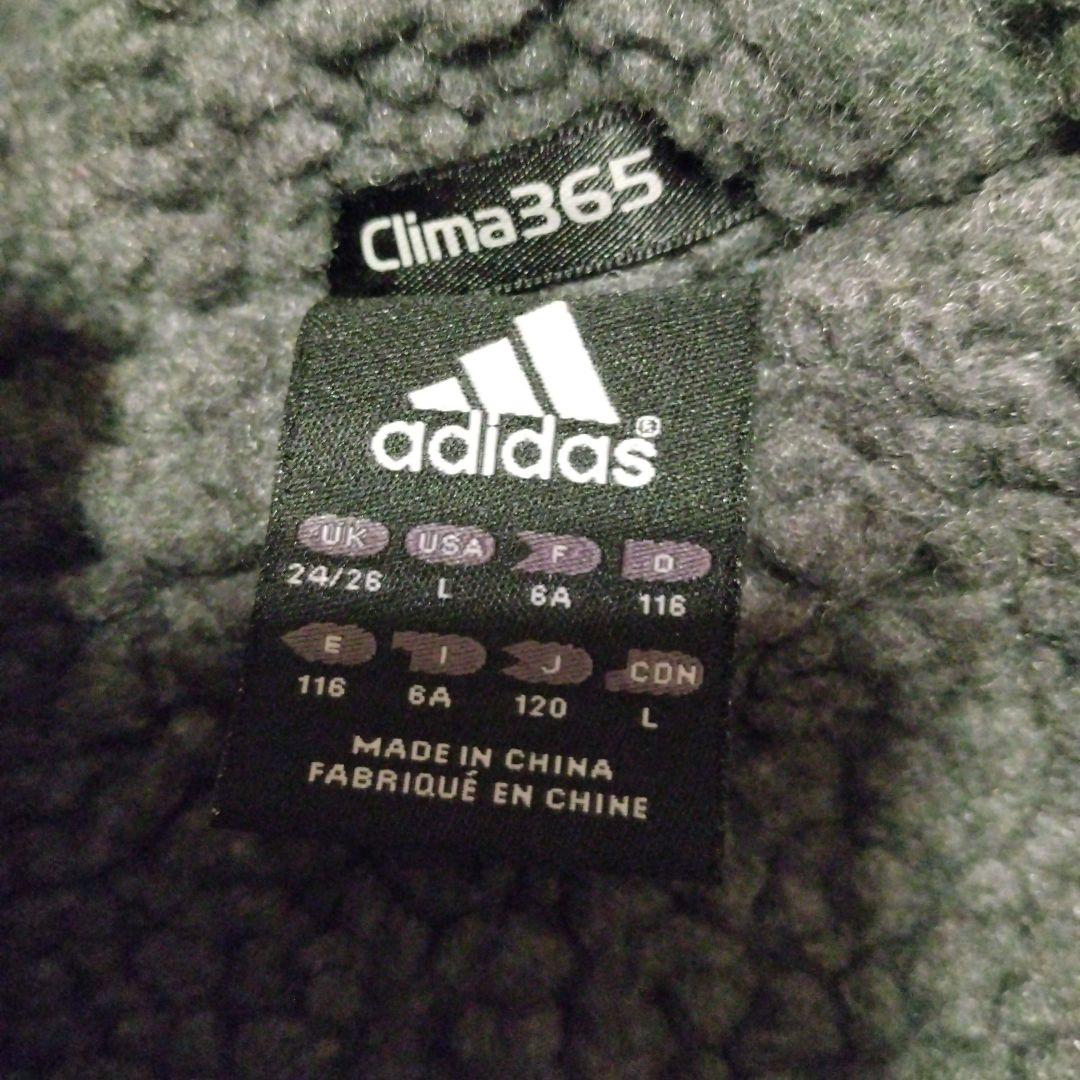 Clima365
adidas®
UK USA F D
24/26 L 6A 116
E I J CDN
116 6A 120 L
MADE IN CHINA
FABRIQUÉ EN CHINE